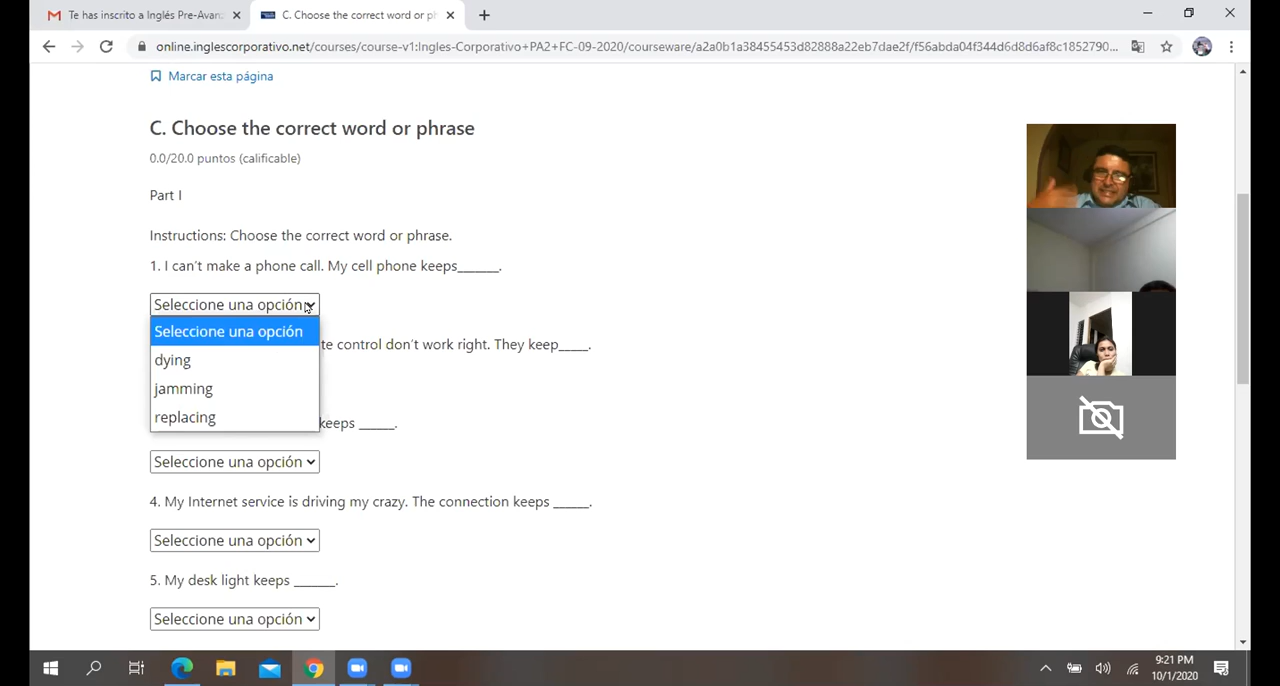 Te has inscrito a Inglés Pre-Avan
C. Choose the correct word or ph
online.inglescorporativo.net/courses/course-v1:Ingles-Corporativo+PA2+FC-09-2020/courseware/a2a0b1a38455453d82888a22eb7dae2f/f56abda04f344d6d8d6af8c1852790...
Marcar esta página
C. Choose the correct word or phrase
0.0/20.0 puntos (calificable)
Part I
Instructions: Choose the correct word or phrase.
1. I can't make a phone call. My cell phone keeps_______.
Seleccione una opción
Seleccione una opción
dying
te control don't work right. They keep_____.
jamming
replacing
keeps ______.
Seleccione una opción
4. My Internet service is driving my crazy. The connection keeps ______.
Seleccione una opción
5. My desk light keeps _______.
Seleccione una opción
9:21 PM
10/1/2020